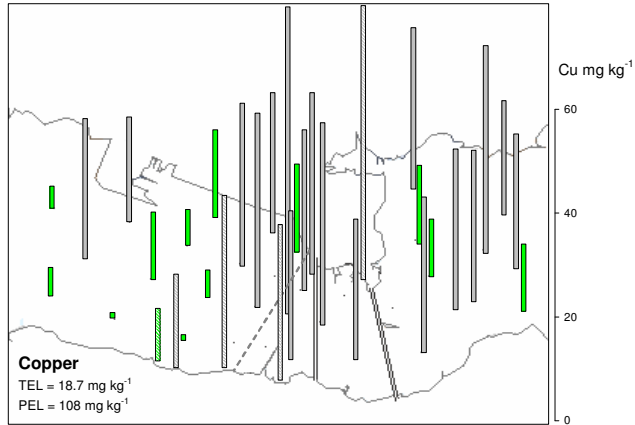 Cu mg kg⁻¹
60
40
20
0
Copper
TEL = 18.7 mg kg⁻¹
PEL = 108 mg kg⁻¹